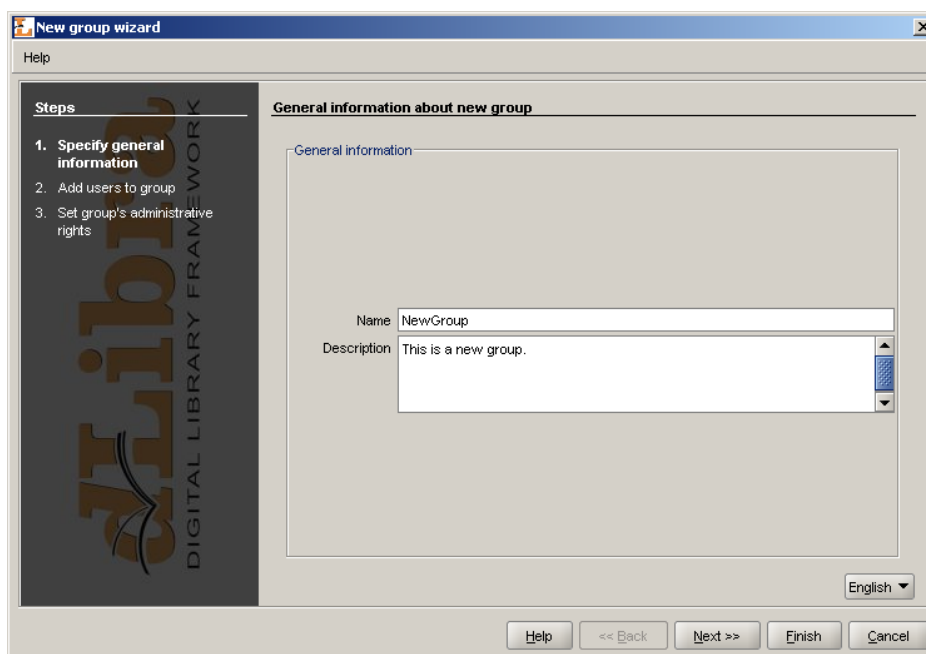 New group wizard
Help
Steps
1. Specify general
information
2. Add users to group
3. Set group's administrative
rights
dLibra
DIGITAL LIBRARY FRAMEWORK
General information about new group
General information
Name NewGroup
Description This is a new group.
English
Help << Back Next >> Finish Cancel